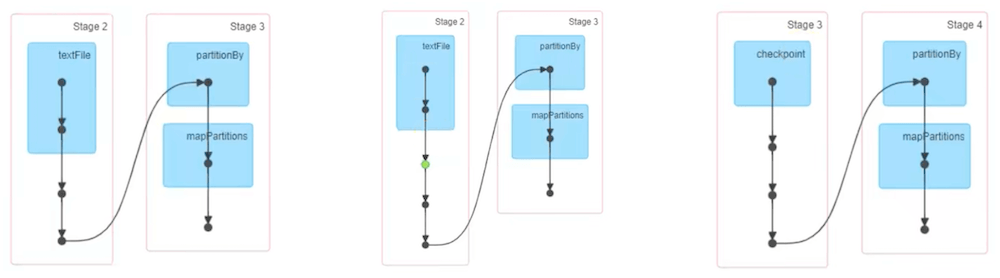 Stage 2
textFile
Stage 3
partitionBy
mapPartitions
Stage 2
textFile
Stage 3
partitionBy
mapPartitions
Stage 3
checkpoint
Stage 4
partitionBy
mapPartitions